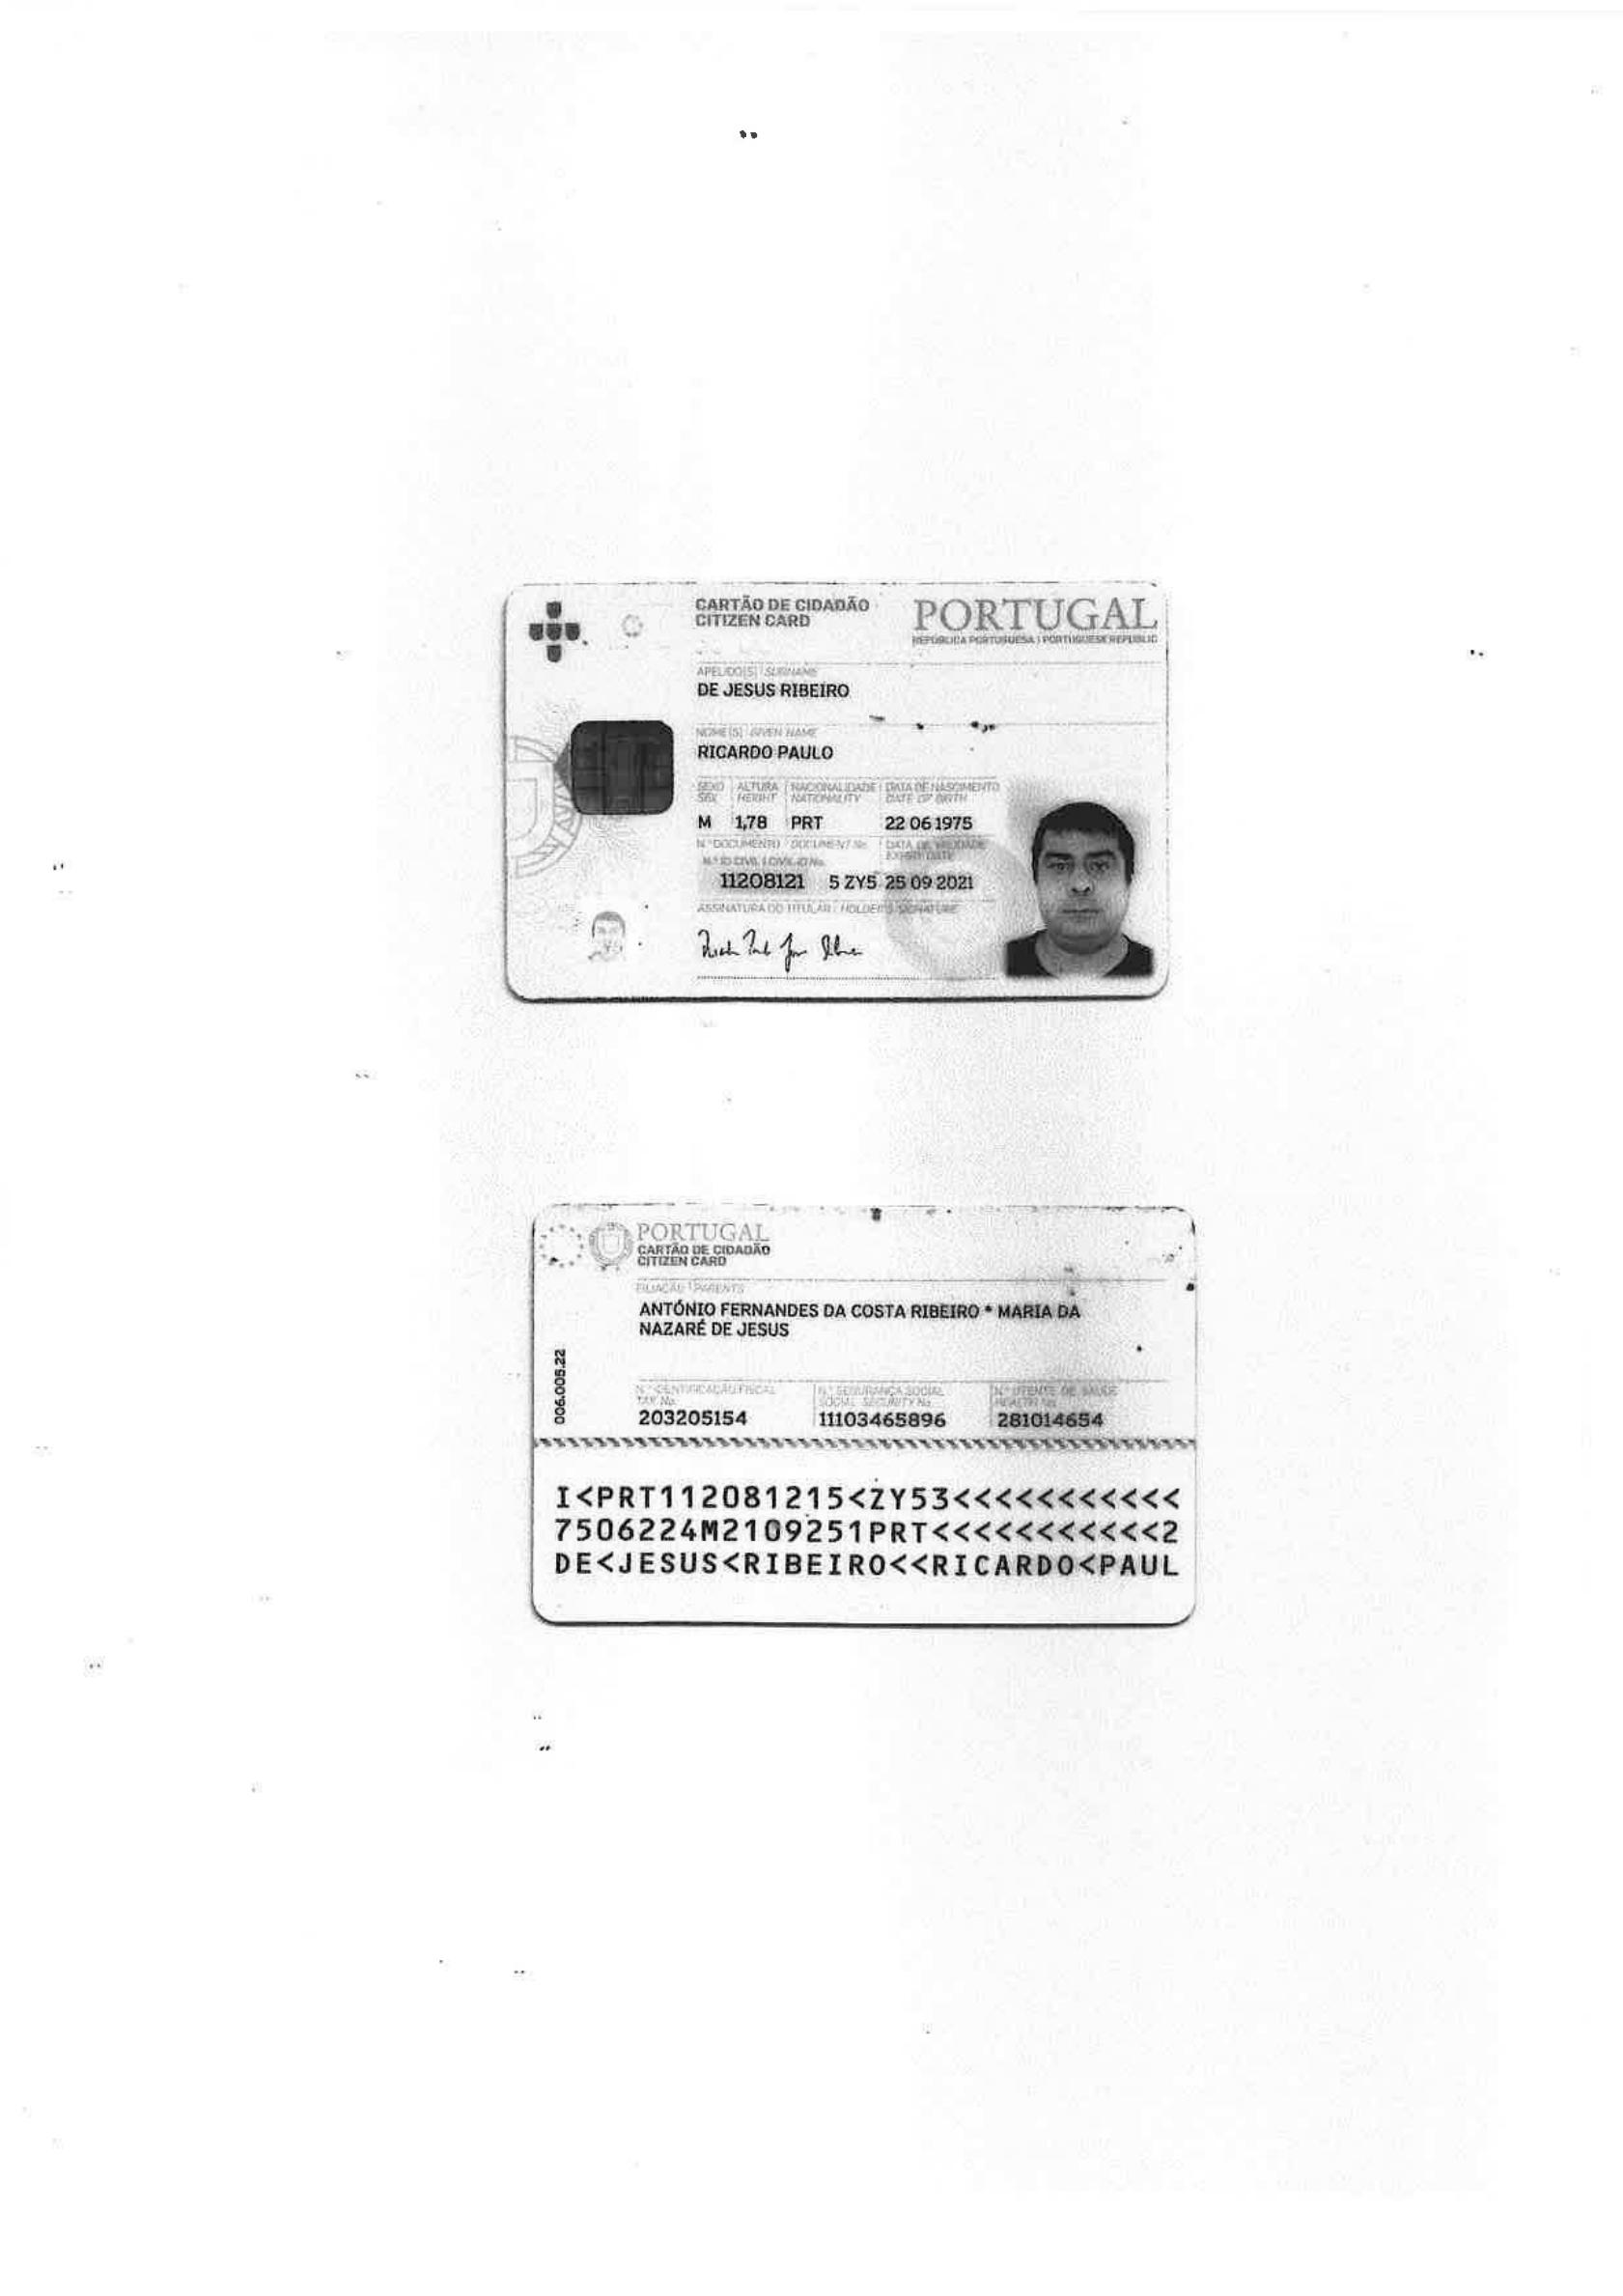 CARTÃO DE CIDADÃO
CITIZEN CARD
PORTUGAL
REPÚBLICA PORTUGUESA | PORTUGUESE REPUBLIC
APELIDO(S) SURNAME
DE JESUS RIBEIRO
NOME(S) GIVEN NAME
RICARDO PAULO
SEXO ALTURA NACIONALIDADE DATA DE NASCIMENTO
SEX HEIGHT NATIONALITY DATE OF BIRTH
M 1,78 PRT 22 06 1975
N.º DOCUMENTO DOCUMENT No. DATA DE VALIDADE
N.º ID CIVIL | CIVIL ID No. EXPIRY DATE
11208121 5 ZY5 25 09 2021
ASSINATURA DO TITULAR | HOLDER'S SIGNATURE
PORTUGAL
CARTÃO DE CIDADÃO
CITIZEN CARD
FILIAÇÃO | PARENTS
ANTÓNIO FERNANDES DA COSTA RIBEIRO * MARIA DA
NAZARÉ DE JESUS
006.005.22
N.º IDENTIFICAÇÃO FISCAL N.º SEGURANÇA SOCIAL N.º UTENTE DE SAÚDE
TAX No. SOCIAL SECURITY No. HEALTH No.
203205154 11103465896 281014654
I<PRT112081215<ZY53<<<<<<<<<<<
7506224M2109251PRT<<<<<<<<<<<2
DE<JESUS<RIBEIRO<<RICARDO<PAUL